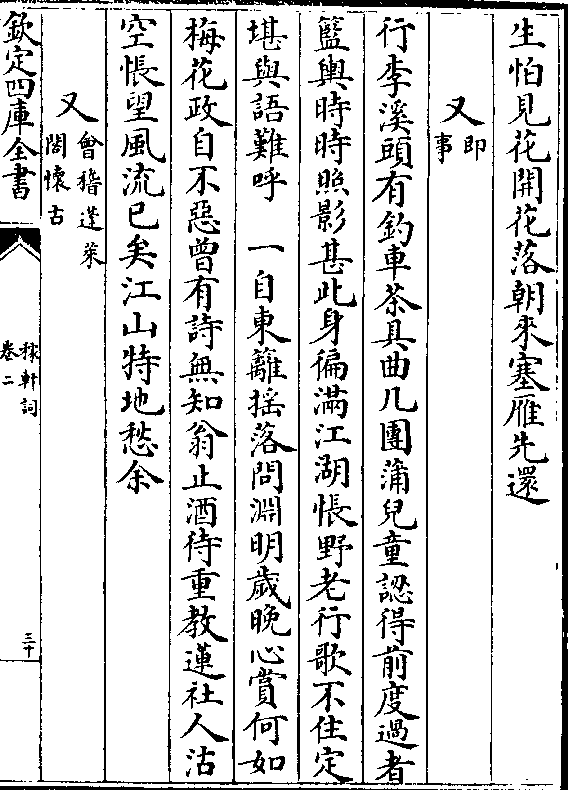 生怕見花開花落朝來塞雁先還
又即事
行李溪頭有釣車茶具曲几團蒲兒童認得前度過者
籃輿時時照影甚此身徧滿江湖悵野老行歌不住定
堪與語難呼　一自東籬揺落問淵明歲晚心賞何如
梅花政自不惡曾有詩無知翁止酒待重教蓮社人沽
空悵望風流已矣江山特地愁余
又會稽蓬萊閣懷古
欽定四庫全書
稼軒詞
卷二
三十